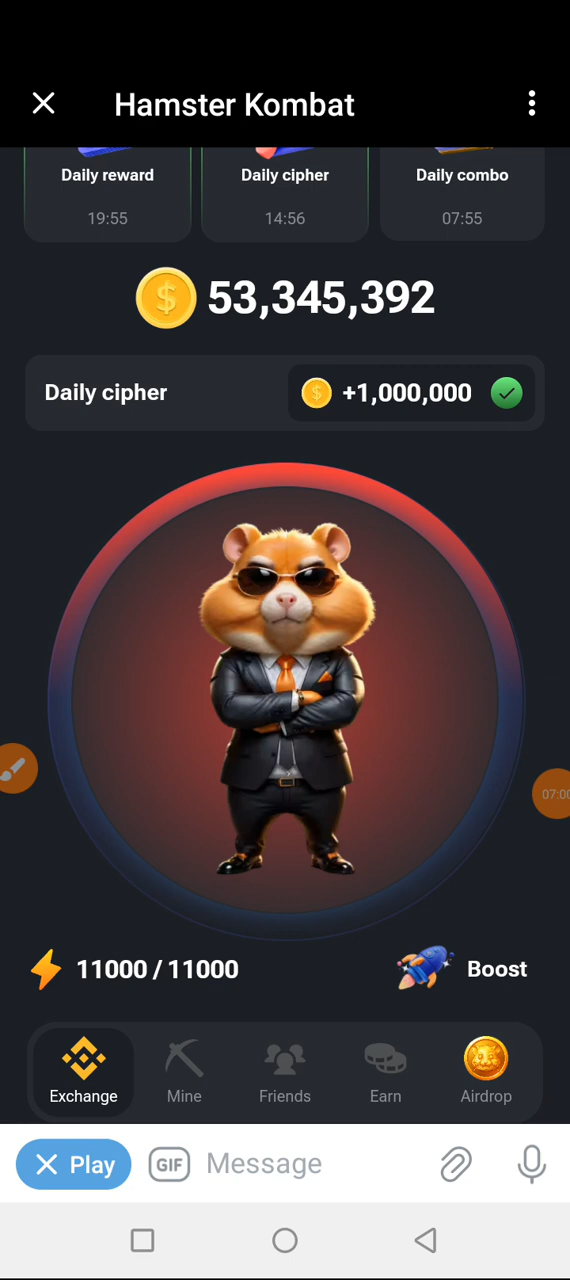 Hamster Kombat
Daily reward
Daily cipher
Daily combo
19:55
14:56
07:55
$ 53,345,392
Daily cipher
$ +1,000,000
07:00
11000 / 11000
Boost
Exchange
Mine
Friends
Earn
Airdrop
Play
GIF
Message